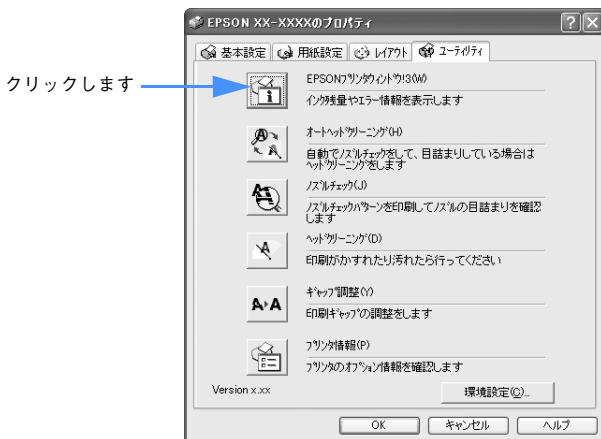 EPSON XX-XXXXのプロパティ
基本設定 用紙設定 レイアウト ユーティリティ
クリックします
EPSONプリンタウィンドウ!3(W)
インク残量やエラー情報を表示します
オートヘッドクリーニング(H)
自動でノズルチェックをして、目詰まりしている場合は
ヘッドクリーニングをします
ノズルチェック(J)
ノズルチェックパターンを印刷してノズルの目詰まりを確認
します
ヘッドクリーニング(D)
印刷がかすれたり汚れたら行ってください
ギャップ調整(Y)
A›A
印刷ギャップの調整をします
プリンタ情報(P)
プリンタのオプション情報を確認します
Version x.xx
環境設定(C)...
OK キャンセル ヘルプ